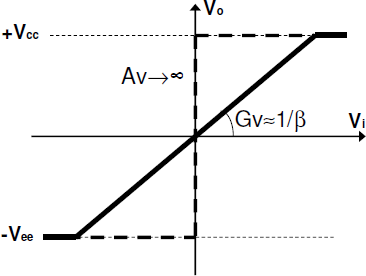 Vo
+Vcc
Av→∞
Vi
Gv≈1/β
-Vee